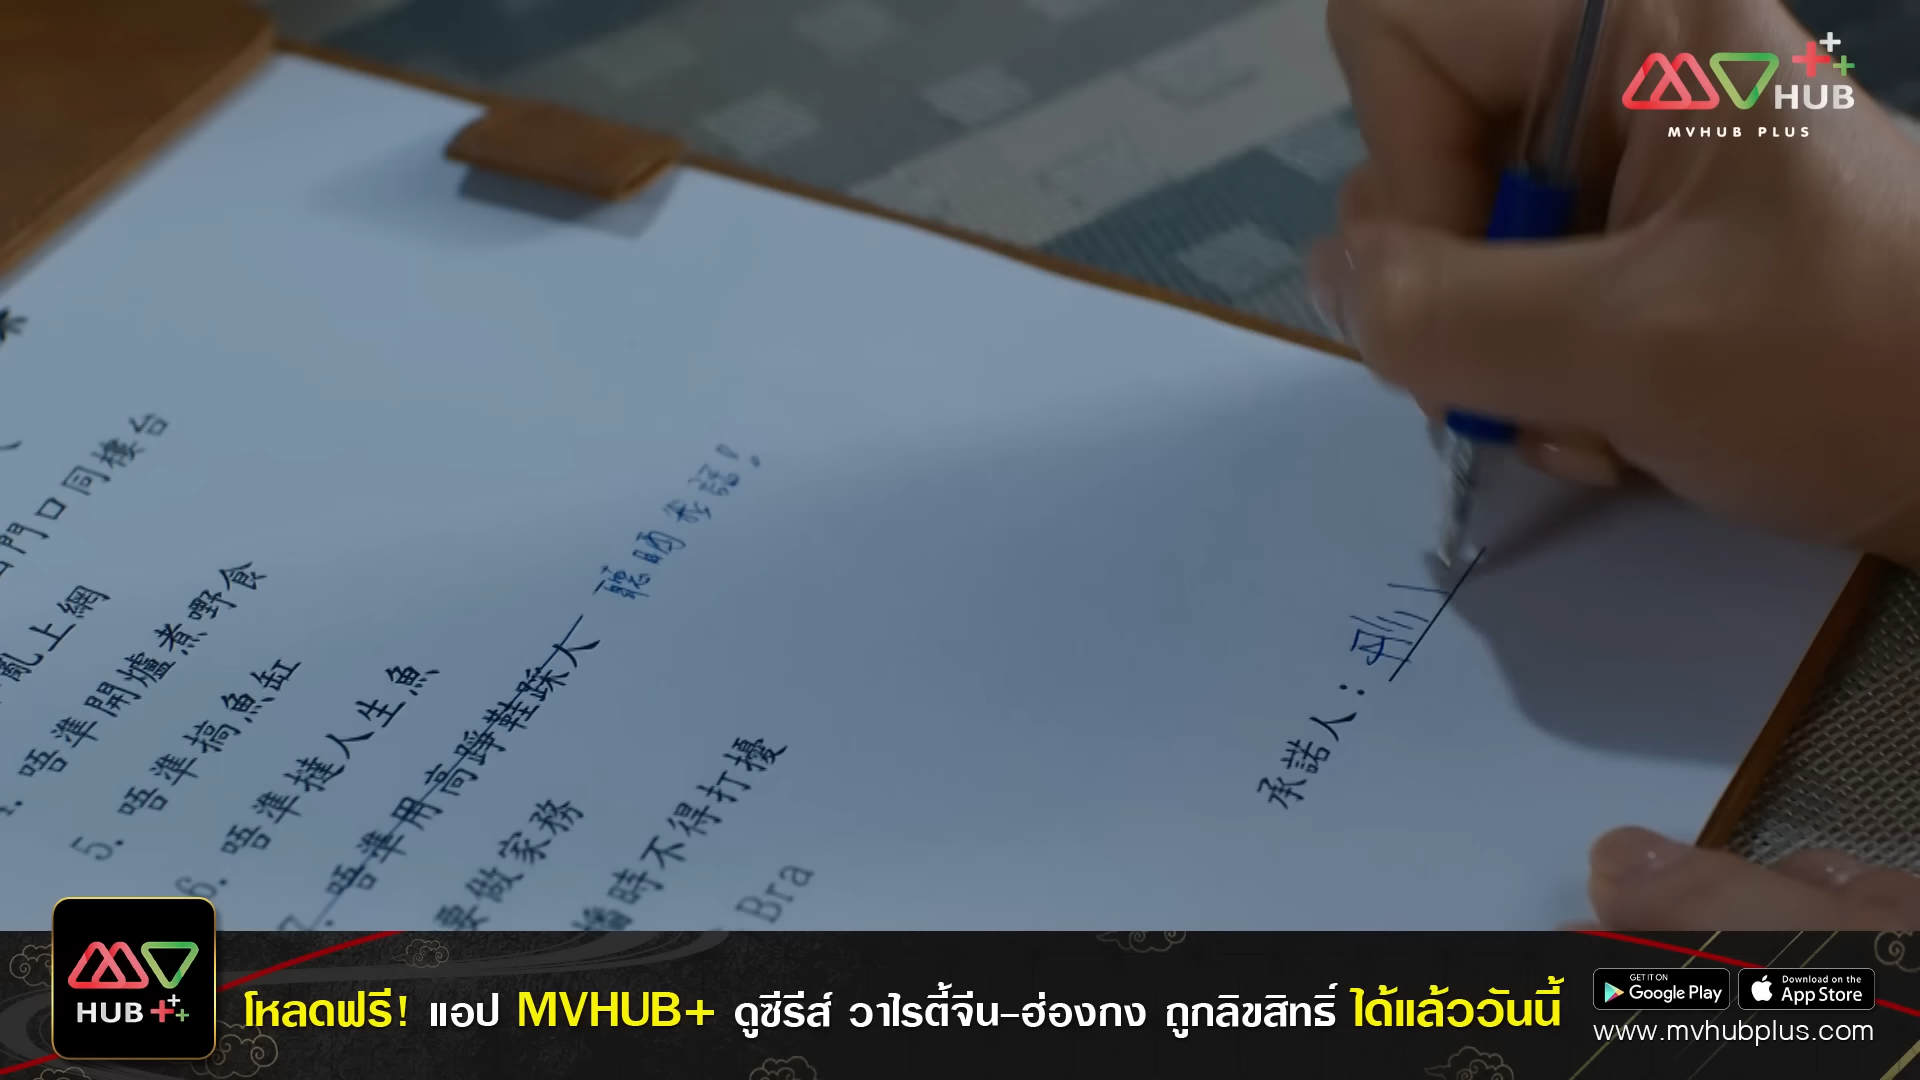 HUB
MVHUB PLUS
門口同樓台
亂上網
唔準開爐煮嘢食
5. 唔準搞魚缸
6. 唔準撻人生魚
7. 唔準用高踭鞋踩人 聽晒我話!
要做家務
時不得打擾
Bra
承諾人:
HUB
โหลดฟรี! แอป MVHUB+ ดูซีรีส์ วาไรตี้จีน-ฮ่องกง ถูกลิขสิทธิ์ ได้แล้ววันนี้
GET IT ON
Google Play
Download on the
App Store
www.mvhubplus.com